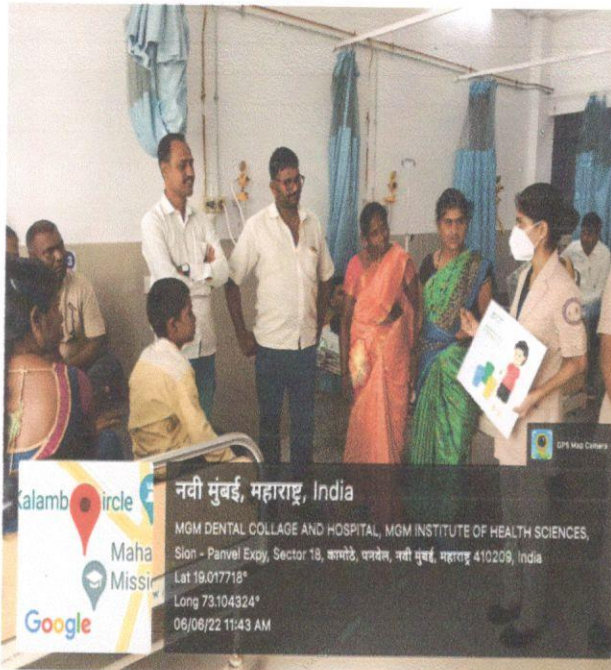 GPS Map Camera
Kalamb ircle
Maha
Missi
Google
नवी मुंबई, महाराष्ट्र, India
MGM DENTAL COLLAGE AND HOSPITAL, MGM INSTITUTE OF HEALTH SCIENCES,
Sion - Panvel Expy, Sector 18, कामोठे, पनवेल, नवी मुंबई, महाराष्ट्र 410209, India
Lat 19.017718°
Long 73.104324°
06/06/22 11:43 AM